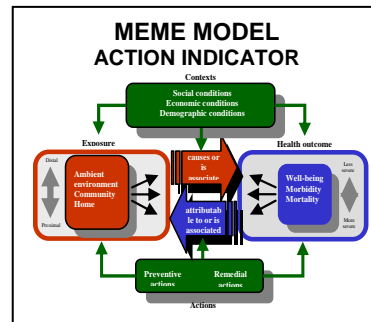 MEME MODEL
ACTION INDICATOR
Contexts
Social conditions
Economic conditions
Demographic conditions
Exposure
Health outcome
Distal
Proximal
Ambient
environment
Community
Home
causes or
is
associate
attributab
le to or is
associated
Well-being
Morbidity
Mortality
Less
severe
More
severe
Preventive
actions
Remedial
actions
Actions